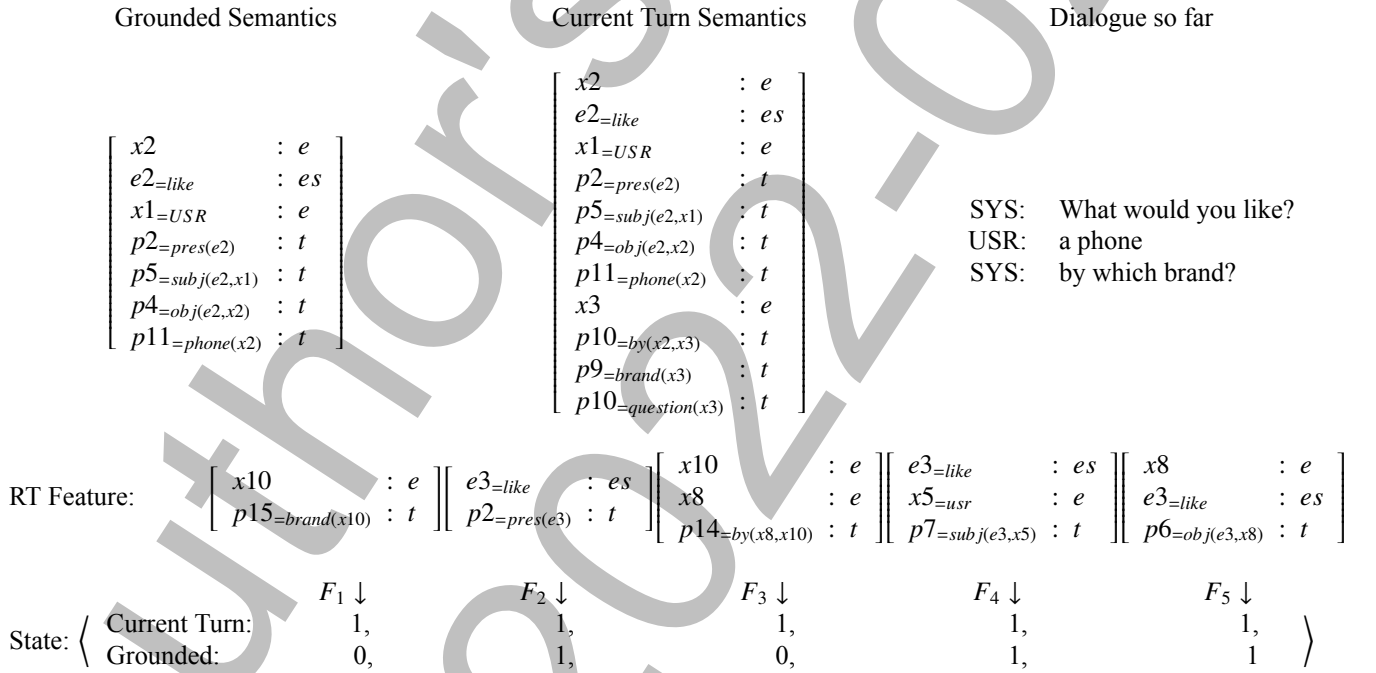 Grounded Semantics Current Turn Semantics Dialogue so far
x2 : e
e2=like : es
x1=USR : e
p2=pres(e2) : t
p5=subj(e2,x1) : t
p4=obj(e2,x2) : t
p11=phone(x2) : t
x2 : e
e2=like : es
x1=USR : e
p2=pres(e2) : t
p5=subj(e2,x1) : t
p4=obj(e2,x2) : t
p11=phone(x2) : t
x3 : e
p10=by(x2,x3) : t
p9=brand(x3) : t
p10=question(x3) : t
SYS: What would you like?
USR: a phone
SYS: by which brand?
RT Feature:
x10 : e
p15=brand(x10) : t
e3=like : es
p2=pres(e3) : t
x10 : e
x8 : e
p14=by(x8,x10) : t
e3=like : es
x5=usr : e
p7=subj(e3,x5) : t
x8 : e
e3=like : es
p6=obj(e3,x8) : t
F1 ↓ F2 ↓ F3 ↓ F4 ↓ F5 ↓
State: ⟨ Current Turn: 1, 1, 1, 1, 1,
Grounded: 0, 1, 0, 1, 1 ⟩